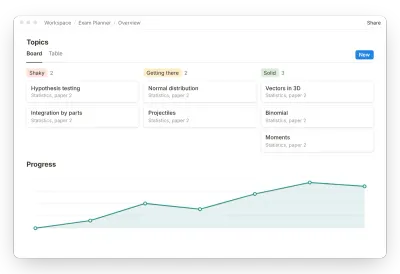 Workspace / Exam Planner / Overview
Share
Topics
Board Table
New
Shaky 2
Getting there 2
Solid 3
Hypothesis testing
Statistics, paper 2
Normal distribution
Statistics, paper 2
Vectors in 3D
Statistics, paper 2
Integration by parts
Statistics, paper 2
Projectiles
Statistics, paper 2
Binomial
Statistics, paper 2
Moments
Statistics, paper 2
Progress